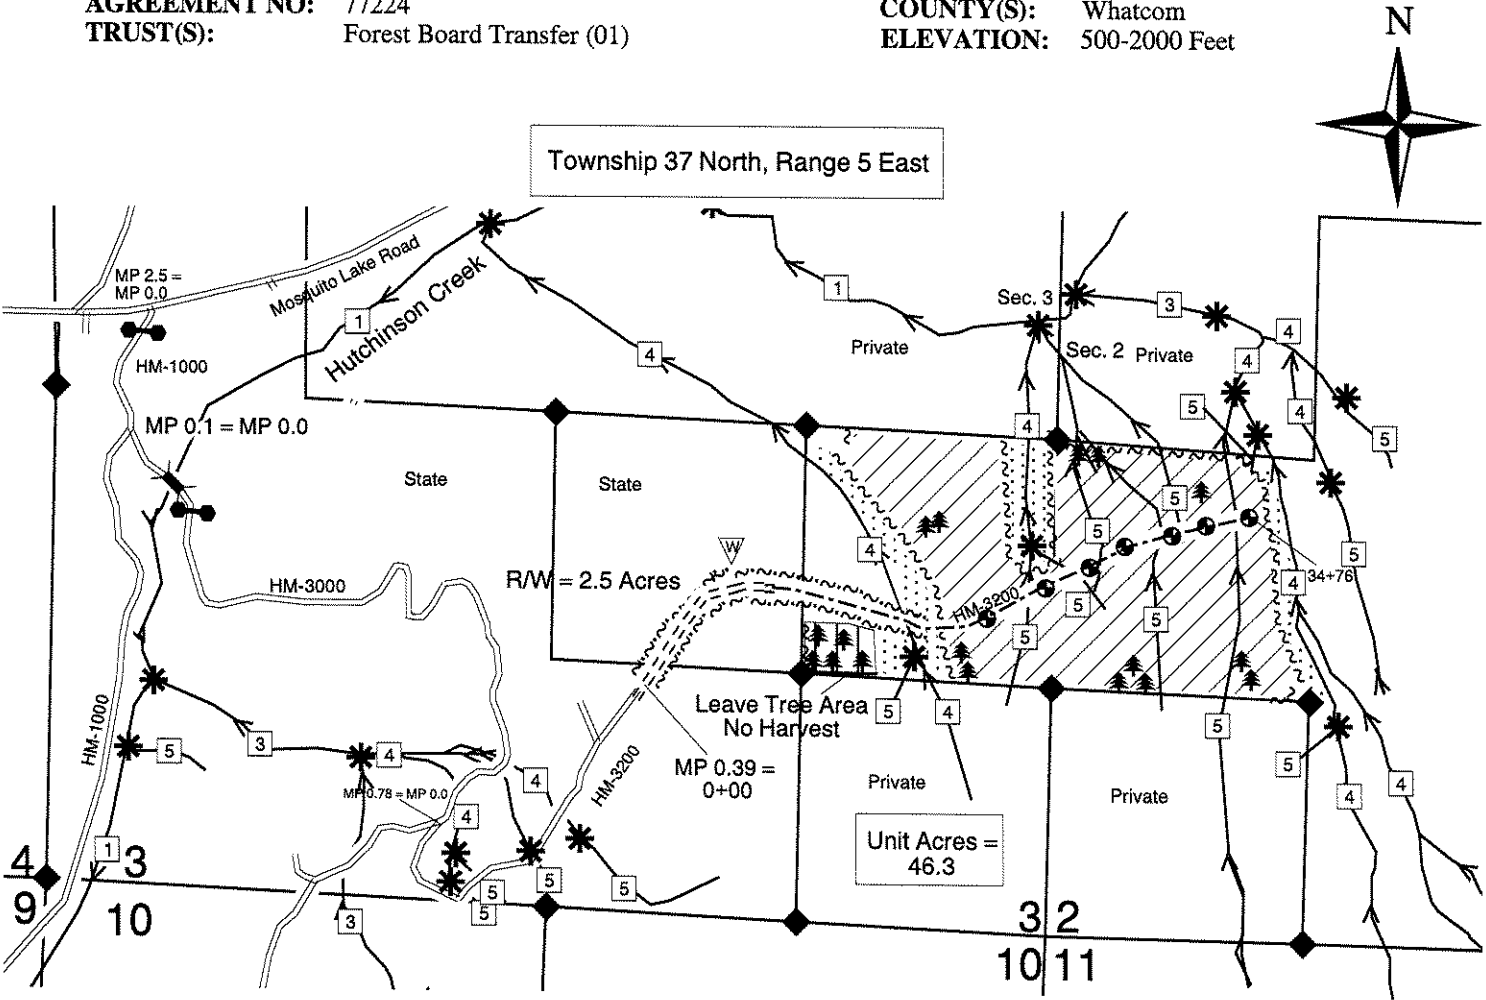 AGREEMENT NO: 77224
TRUST(S): Forest Board Transfer (01)
COUNTY(S): Whatcom
ELEVATION: 500-2000 Feet
N
Township 37 North, Range 5 East
MP 2.5 =
MP 0.0
Mosquito Lake Road
Hutchinson Creek
1
HM-1000
MP 0.1 = MP 0.0
4
1
Sec. 3
3
Private
Sec. 2
Private
4
4
5
4
4
5
State
State
5
5
4
W
R/W = 2.5 Acres
HM-3000
HM-3200
5
34+76
4
5
5
5
Leave Tree Area
No Harvest
5
4
5
HM-1000
5
3
4
MP 0.78 = MP 0.0
4
4
HM-3200
MP 0.39 =
0+00
Private
Private
5
4
4
Unit Acres =
46.3
1
4
3
9
10
5
5
5
5
3
3
2
10
11